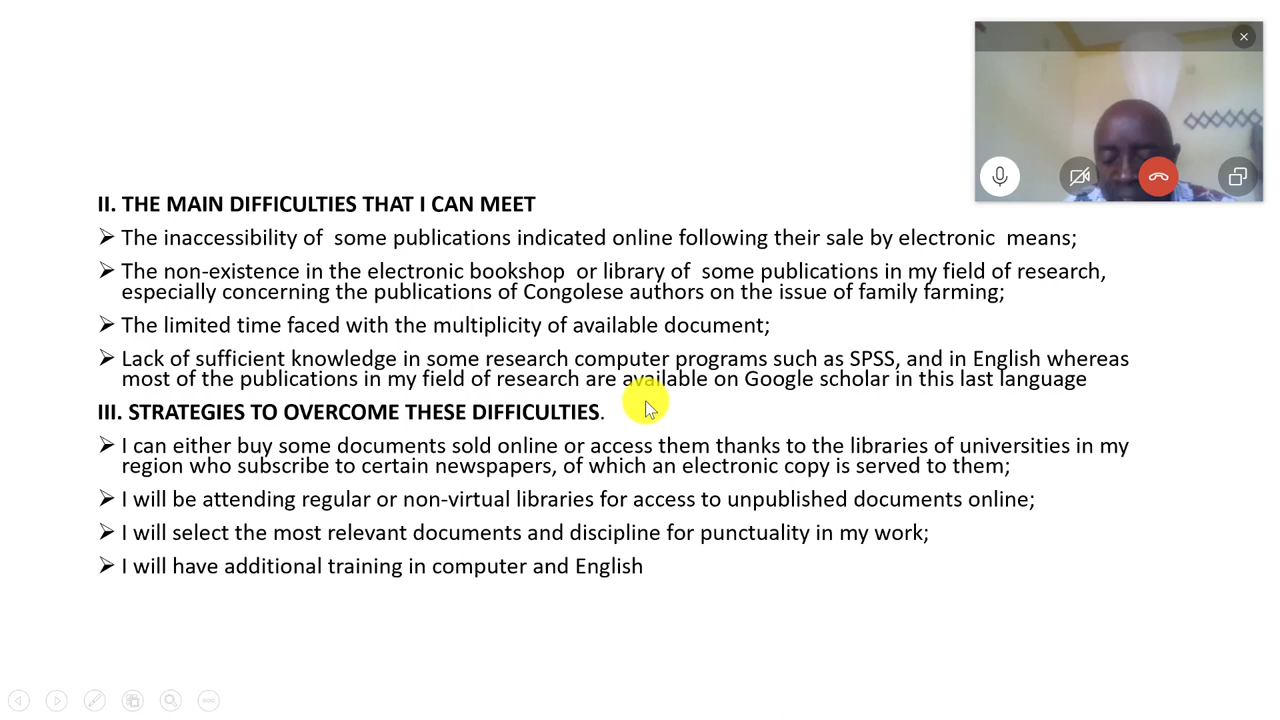 II. THE MAIN DIFFICULTIES THAT I CAN MEET
➢ The inaccessibility of some publications indicated online following their sale by electronic means;
➢ The non-existence in the electronic bookshop or library of some publications in my field of research,
especially concerning the publications of Congolese authors on the issue of family farming;
➢ The limited time faced with the multiplicity of available document;
➢ Lack of sufficient knowledge in some research computer programs such as SPSS, and in English whereas
most of the publications in my field of research are available on Google scholar in this last language
III. STRATEGIES TO OVERCOME THESE DIFFICULTIES.
➢ I can either buy some documents sold online or access them thanks to the libraries of universities in my
region who subscribe to certain newspapers, of which an electronic copy is served to them;
➢ I will be attending regular or non-virtual libraries for access to unpublished documents online;
➢ I will select the most relevant documents and discipline for punctuality in my work;
➢ I will have additional training in computer and English